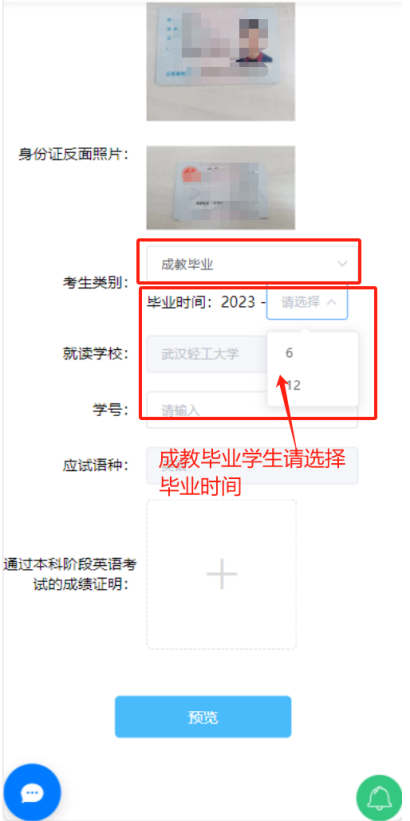 身份证反面照片：
成教毕业
考生类别：
毕业时间：2023 - 请选择
6
就读学校： 武汉轻工大学
12
学号： 请输入
应试语种：
成教毕业学生请选择
毕业时间
通过本科阶段英语考
试的成绩证明：
预览